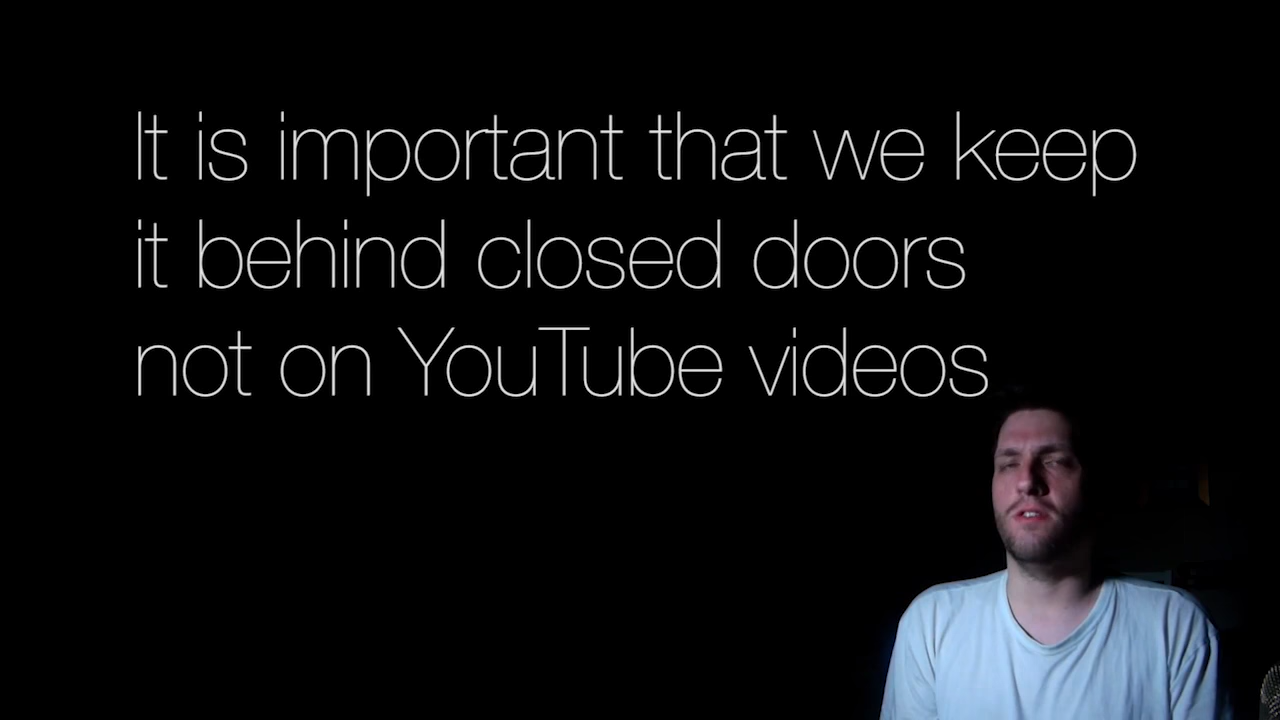 It is important that we keep
it behind closed doors
not on YouTube videos